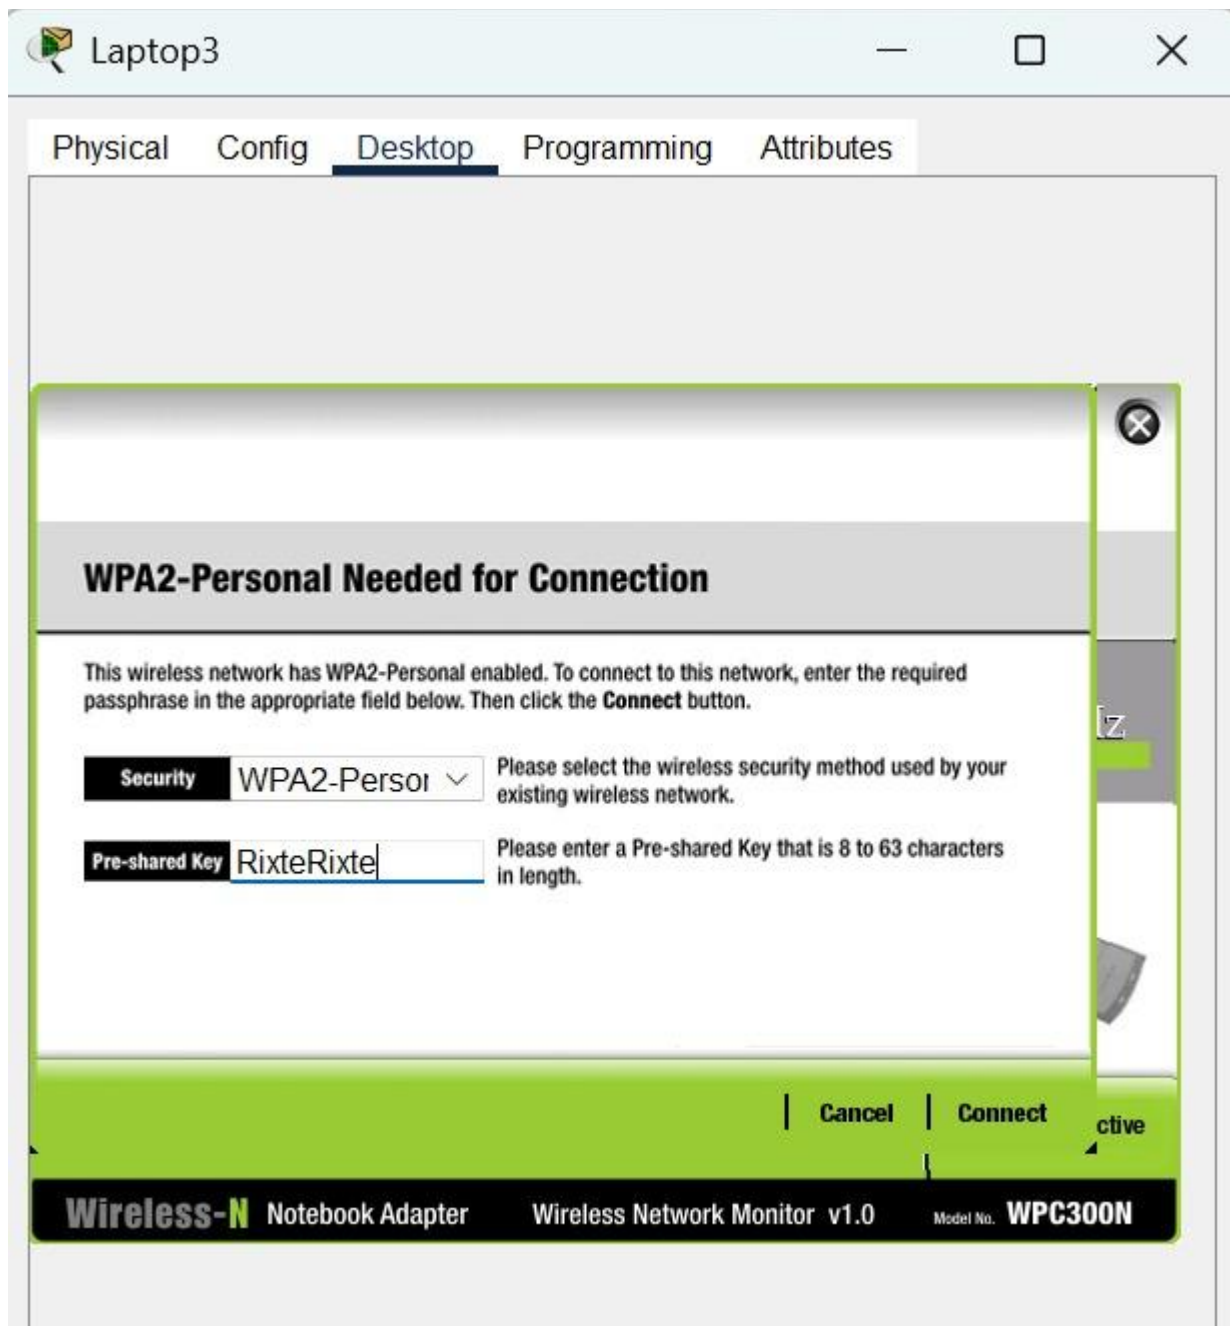 Laptop3
Physical Config Desktop Programming Attributes
WPA2-Personal Needed for Connection
This wireless network has WPA2-Personal enabled. To connect to this network, enter the required
passphrase in the appropriate field below. Then click the Connect button.
Security WPA2-Person Please select the wireless security method used by your
existing wireless network.
Pre-shared Key RixteRixte Please enter a Pre-shared Key that is 8 to 63 characters
in length.
Cancel Connect
ctive
Wireless-N Notebook Adapter Wireless Network Monitor v1.0 Model No. WPC300N